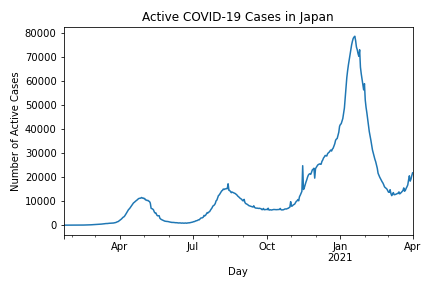 Active COVID-19 Cases in Japan
80000
70000
60000
50000
40000
30000
20000
10000
0
Number of Active Cases
Apr
Jul
Oct
Jan
2021
Apr
Day